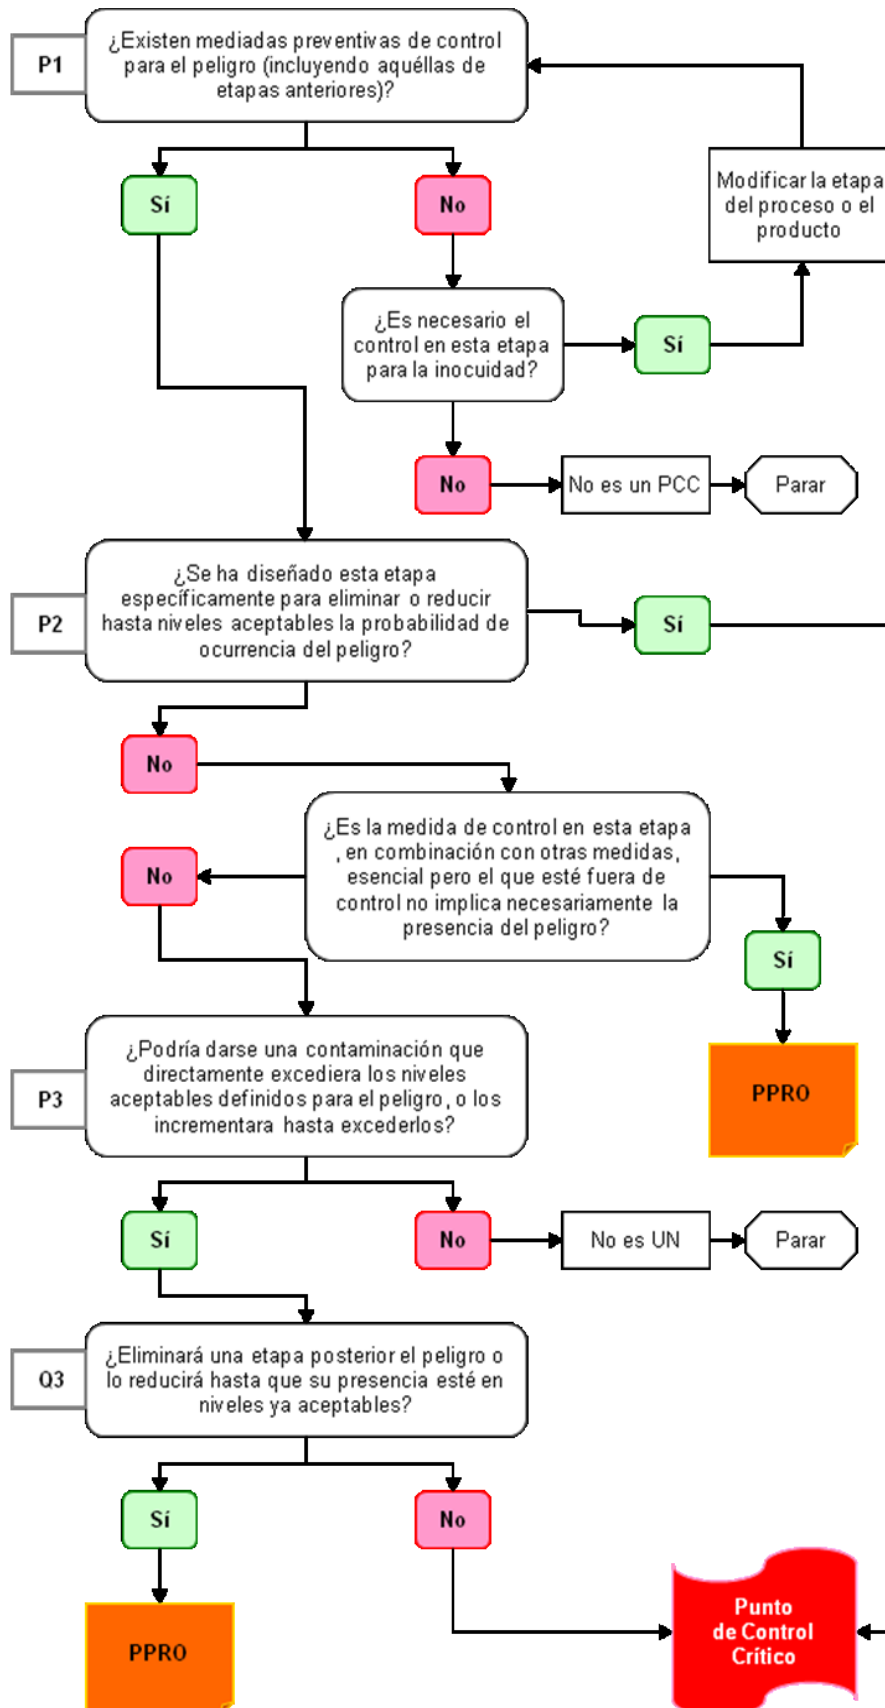 P1
¿Existen mediadas preventivas de control
para el peligro (incluyendo aquéllas de
etapas anteriores)?
Sí
No
Modificar la etapa
del proceso o el
producto
¿Es necesario el
control en esta etapa
para la inocuidad?
Sí
No
No es un PCC
Parar
P2
¿Se ha diseñado esta etapa
específicamente para eliminar o reducir
hasta niveles aceptables la probabilidad de
ocurrencia del peligro?
Sí
No
¿Es la medida de control en esta etapa
, en combinación con otras medidas,
esencial pero el que esté fuera de
control no implica necesariamente la
presencia del peligro?
No
Sí
PPRO
P3
¿Podría darse una contaminación que
directamente excediera los niveles
aceptables definidos para el peligro, o los
incrementara hasta excederlos?
Sí
No
No es UN
Parar
Q3
¿Eliminará una etapa posterior el peligro o
lo reducirá hasta que su presencia esté en
niveles ya aceptables?
Sí
No
PPRO
Punto
de Control
Crítico